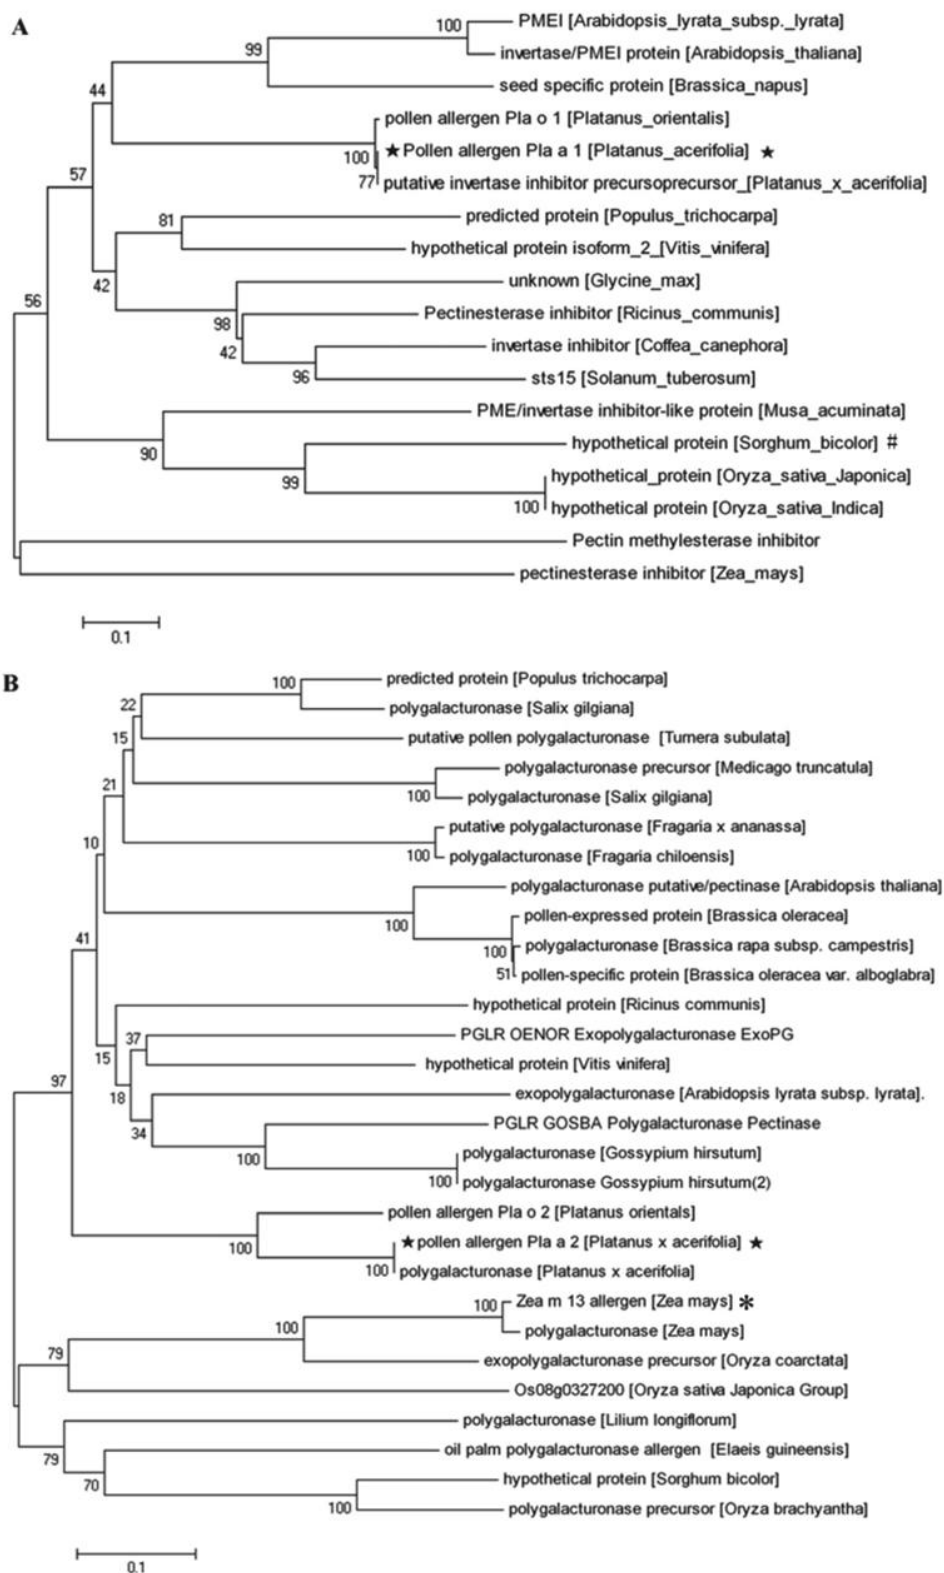 A
100
PMEI [Arabidopsis_lyrata_subsp._lyrata]
99
invertase/PMEI protein [Arabidopsis_thaliana]
44
seed specific protein [Brassica_napus]
pollen allergen Pla o 1 [Platanus_orientalis]
100
★Pollen allergen Pla a 1 [Platanus_acerifolia] ★
57
77
putative invertase inhibitor precursoprecursor_[Platanus_x_acerifolia]
81
predicted protein [Populus_trichocarpa]
hypothetical protein isoform_2_[Vitis_vinifera]
42
unknown [Glycine_max]
56
98
Pectinesterase inhibitor [Ricinus_communis]
42
invertase inhibitor [Coffea_canephora]
96
sts15 [Solanum_tuberosum]
PME/invertase inhibitor-like protein [Musa_acuminata]
90
hypothetical protein [Sorghum_bicolor] #
99
hypothetical_protein [Oryza_sativa_Japonica]
100
hypothetical protein [Oryza_sativa_Indica]
Pectin methylesterase inhibitor
pectinesterase inhibitor [Zea_mays]
0.1
B
100
predicted protein [Populus trichocarpa]
22
polygalacturonase [Salix gilgiana]
15
putative pollen polygalacturonase [Turnera subulata]
polygalacturonase precursor [Medicago truncatula]
21
100
polygalacturonase [Salix gilgiana]
putative polygalacturonase [Fragaria x ananassa]
10
100
polygalacturonase [Fragaria chiloensis]
polygalacturonase putative/pectinase [Arabidopsis thaliana]
100
pollen-expressed protein [Brassica oleracea]
41
100
polygalacturonase [Brassica rapa subsp. campestris]
51
pollen-specific protein [Brassica oleracea var. alboglabra]
hypothetical protein [Ricinus communis]
37
PGLR OENOR Exopolygalacturonase ExoPG
15
hypothetical protein [Vitis vinifera]
97
18
exopolygalacturonase [Arabidopsis lyrata subsp. lyrata].
34
PGLR GOSBA Polygalacturonase Pectinase
100
polygalacturonase [Gossypium hirsutum]
100
polygalacturonase Gossypium hirsutum(2)
pollen allergen Pla o 2 [Platanus orientals]
100
★pollen allergen Pla a 2 [Platanus x acerifolia] ★
100
polygalacturonase [Platanus x acerifolia]
100
Zea m 13 allergen [Zea mays] *
100
polygalacturonase [Zea mays]
79
exopolygalacturonase precursor [Oryza coarctata]
Os08g0327200 [Oryza sativa Japonica Group]
polygalacturonase [Lilium longiflorum]
79
oil palm polygalacturonase allergen [Elaeis guineensis]
70
hypothetical protein [Sorghum bicolor]
100
polygalacturonase precursor [Oryza brachyantha]
0.1